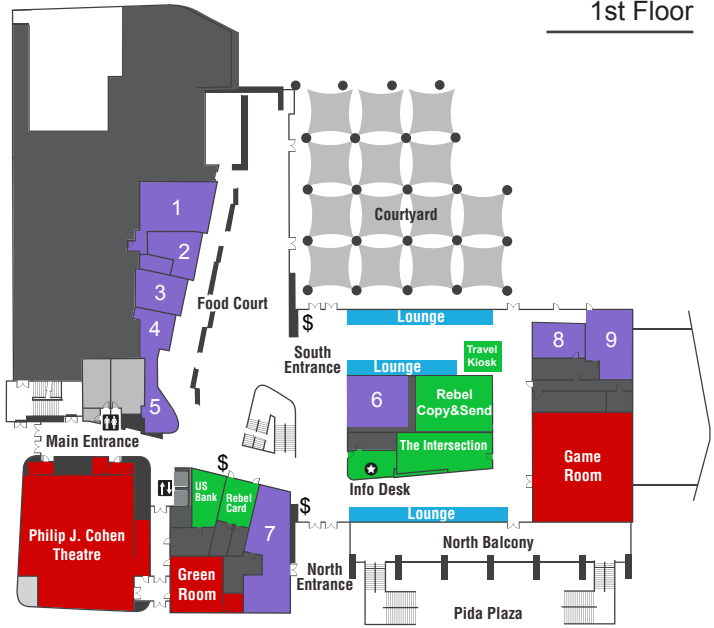 1st Floor
1
2
3
4
5
Food Court
Courtyard
$
Lounge
South
Entrance
Lounge
Travel
Kiosk
8
9
6
Rebel
Copy&Send
The Intersection
Info Desk
Game
Room
Main Entrance
Philip J. Cohen
Theatre
$
US
Bank
Rebel
Card
7
$
Green
Room
Lounge
North
Entrance
North Balcony
Pida Plaza